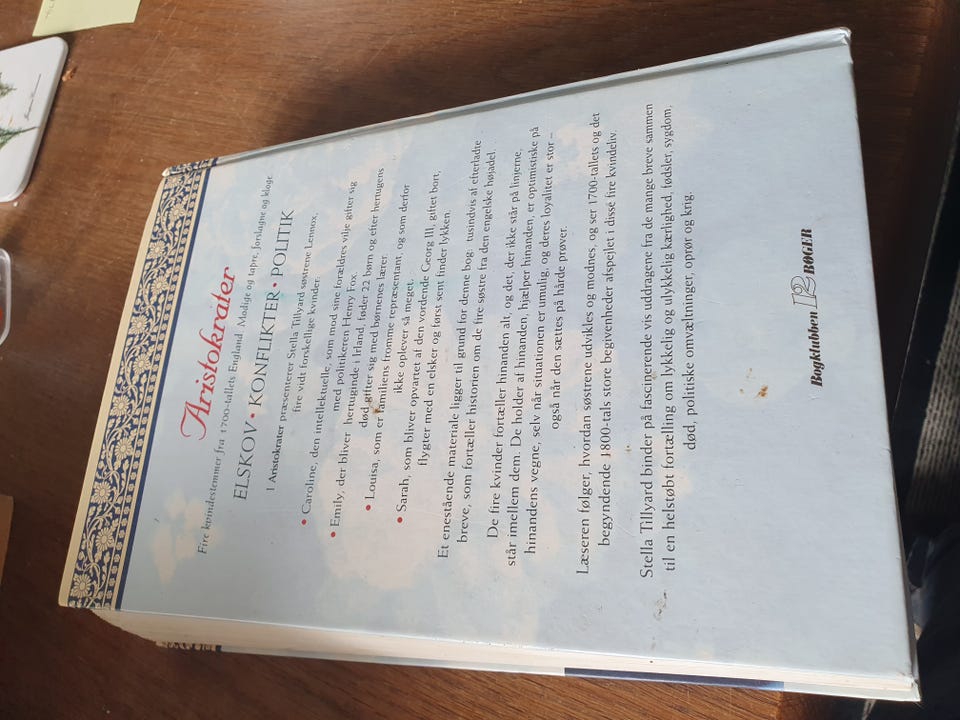 Aristokrater
Fire kvindestemmer fra 1700-tallets England. Modige og tapre, forslagne og kloge.
ELSKOV • KONFLIKTER • POLITIK
I Aristokrater præsenterer Stella Tillyard søstrene Lennox,
fire vidt forskellige kvinder:
• Caroline, den intellektuelle, som mod sine forældres vilje gifter sig
med politikeren Henry Fox.
• Emily, der bliver hertuginde i Irland, føder 22 børn og efter hertugens
død gifter sig med børnenes lærer.
• Louisa, som er familiens fromme repræsentant, og som derfor
ikke oplever så meget.
• Sarah, som bliver opvartet af den vordende Georg III, giftet bort,
flygter med en elsker og først sent finder lykken.
Et enestående materiale ligger til grund for denne bog: tusindvis af efterladte
breve, som fortæller historien om de fire søstre fra den engelske højadel.
De fire kvinder fortæller hinanden alt, og det, der ikke står på linjerne,
står imellem dem. De holder af hinanden, hjælper hinanden, er optimistiske på
hinandens vegne, selv når situationen er umulig, og deres loyalitet er stor –
også når den sættes på hårde prøver.
Læseren følger, hvordan søstrene udvikles og modnes, og ser 1700-tallets og det
begyndende 1800-tals store begivenheder afspejlet i disse fire kvindeliv.
Stella Tillyard binder på fascinerende vis uddragene fra de mange breve sammen
til en helstøbt fortælling om lykkelig og ulykkelig kærlighed, fødsler, sygdom,
død, politiske omvæltninger, oprør og krig.
Bogklubben 12 BØGER